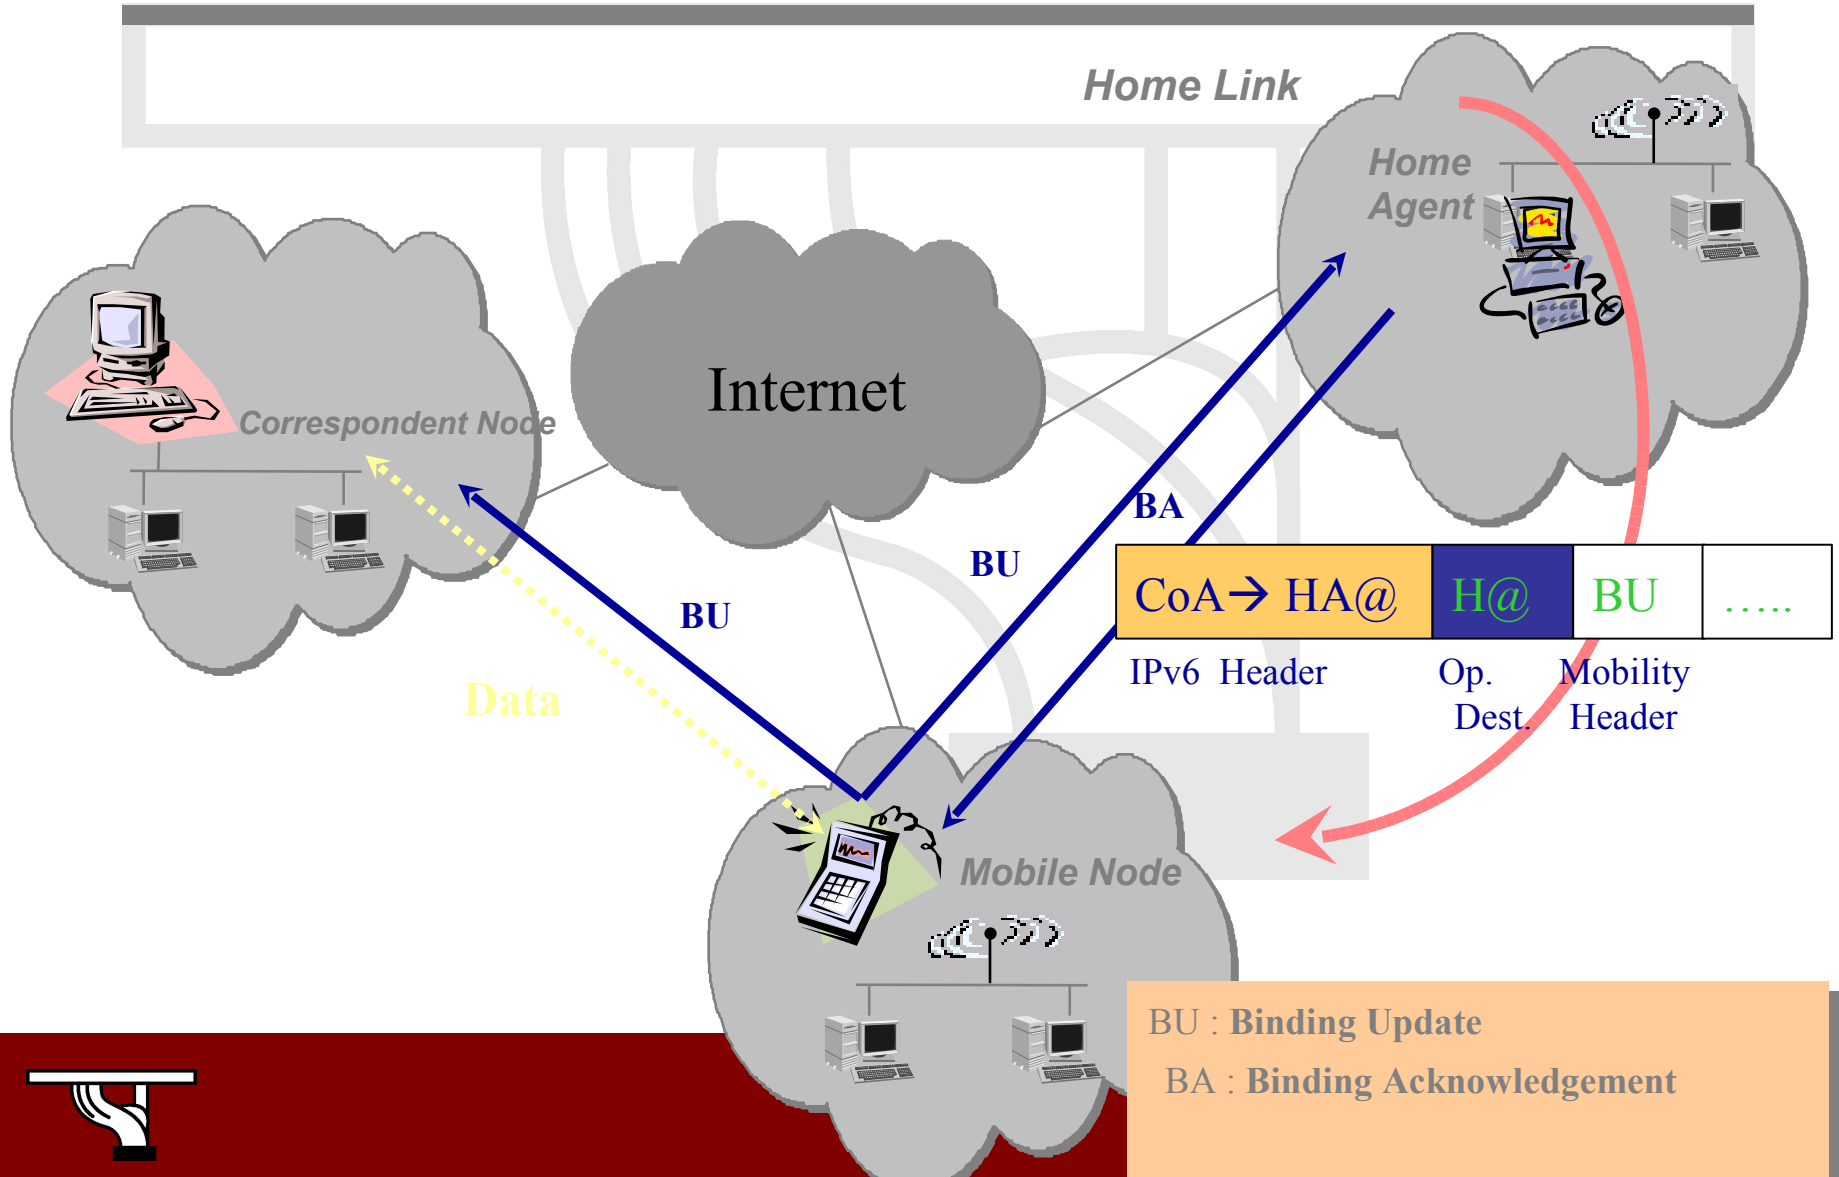 Home Link
Home
Agent
Internet
Correspondent Node
BA
BU
BU
CoA→ HA@ H@ BU .....
IPv6 Header Op. Mobility
Dest. Header
Data
Mobile Node
BU : Binding Update
BA : Binding Acknowledgement